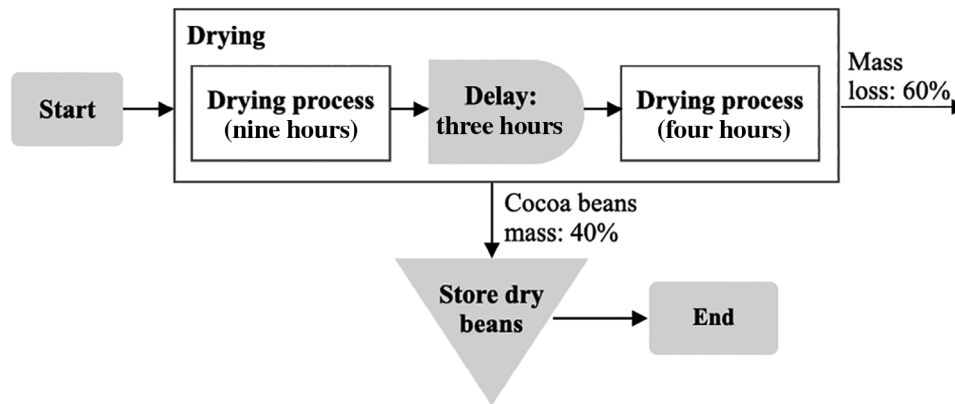 Drying
Start
Drying process
(nine hours)
Delay:
three hours
Drying process
(four hours)
Mass
loss: 60%
Cocoa beans
mass: 40%
Store dry
beans
End